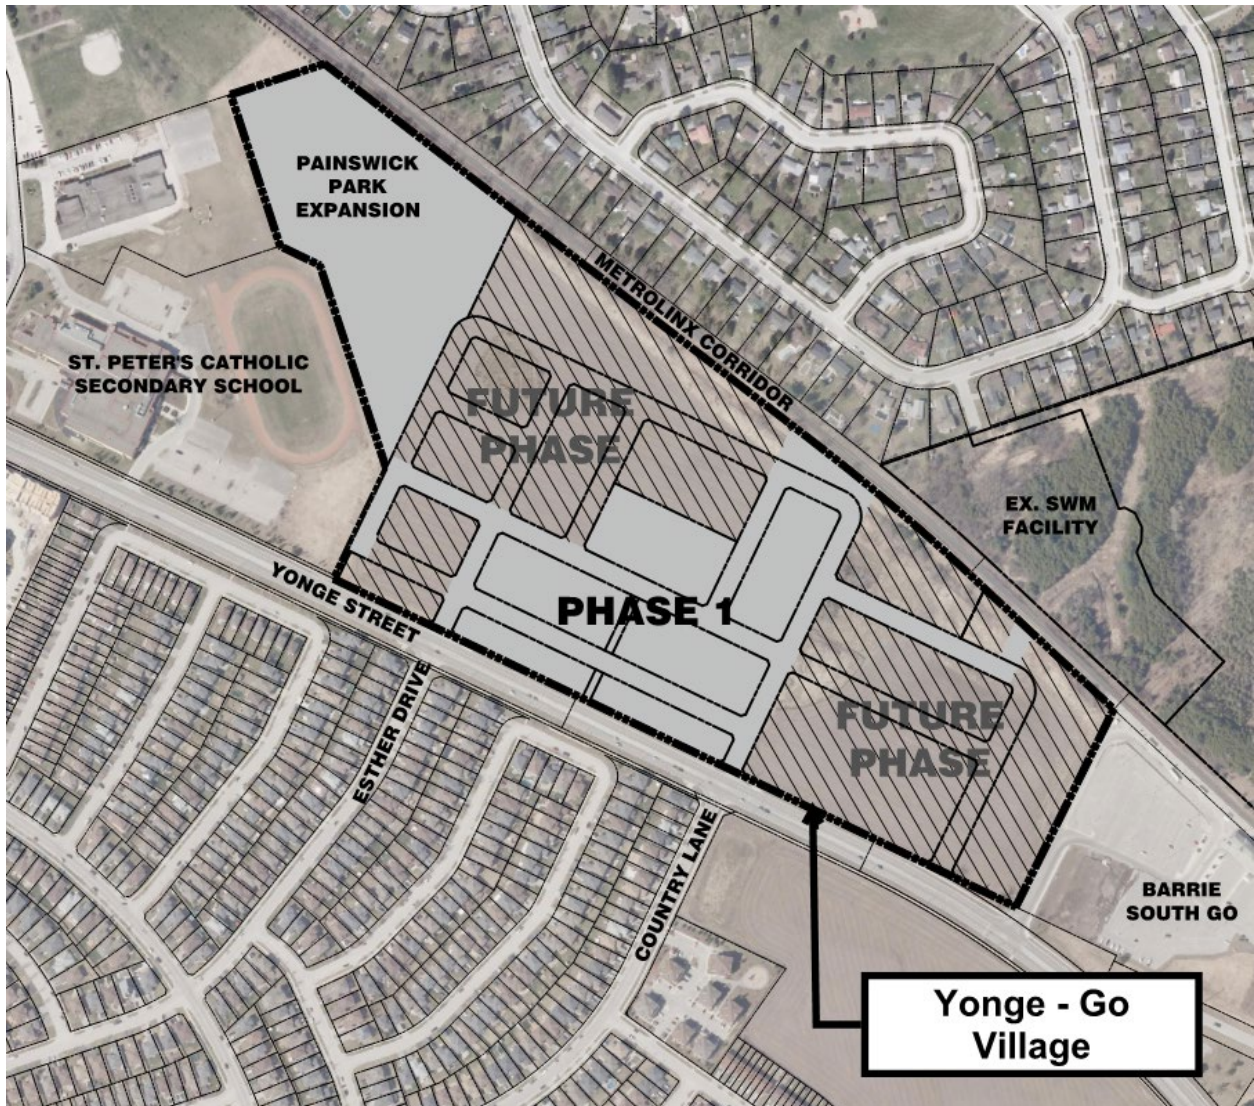 PAINSWICK
PARK
EXPANSION
METROLINX CORRIDOR
ST. PETER'S CATHOLIC
SECONDARY SCHOOL
FUTURE
PHASE
EX. SWM
FACILITY
YONGE STREET
PHASE 1
ESTHER DRIVE
FUTURE
PHASE
COUNTRY LANE
BARRIE
SOUTH GO
Yonge - Go
Village